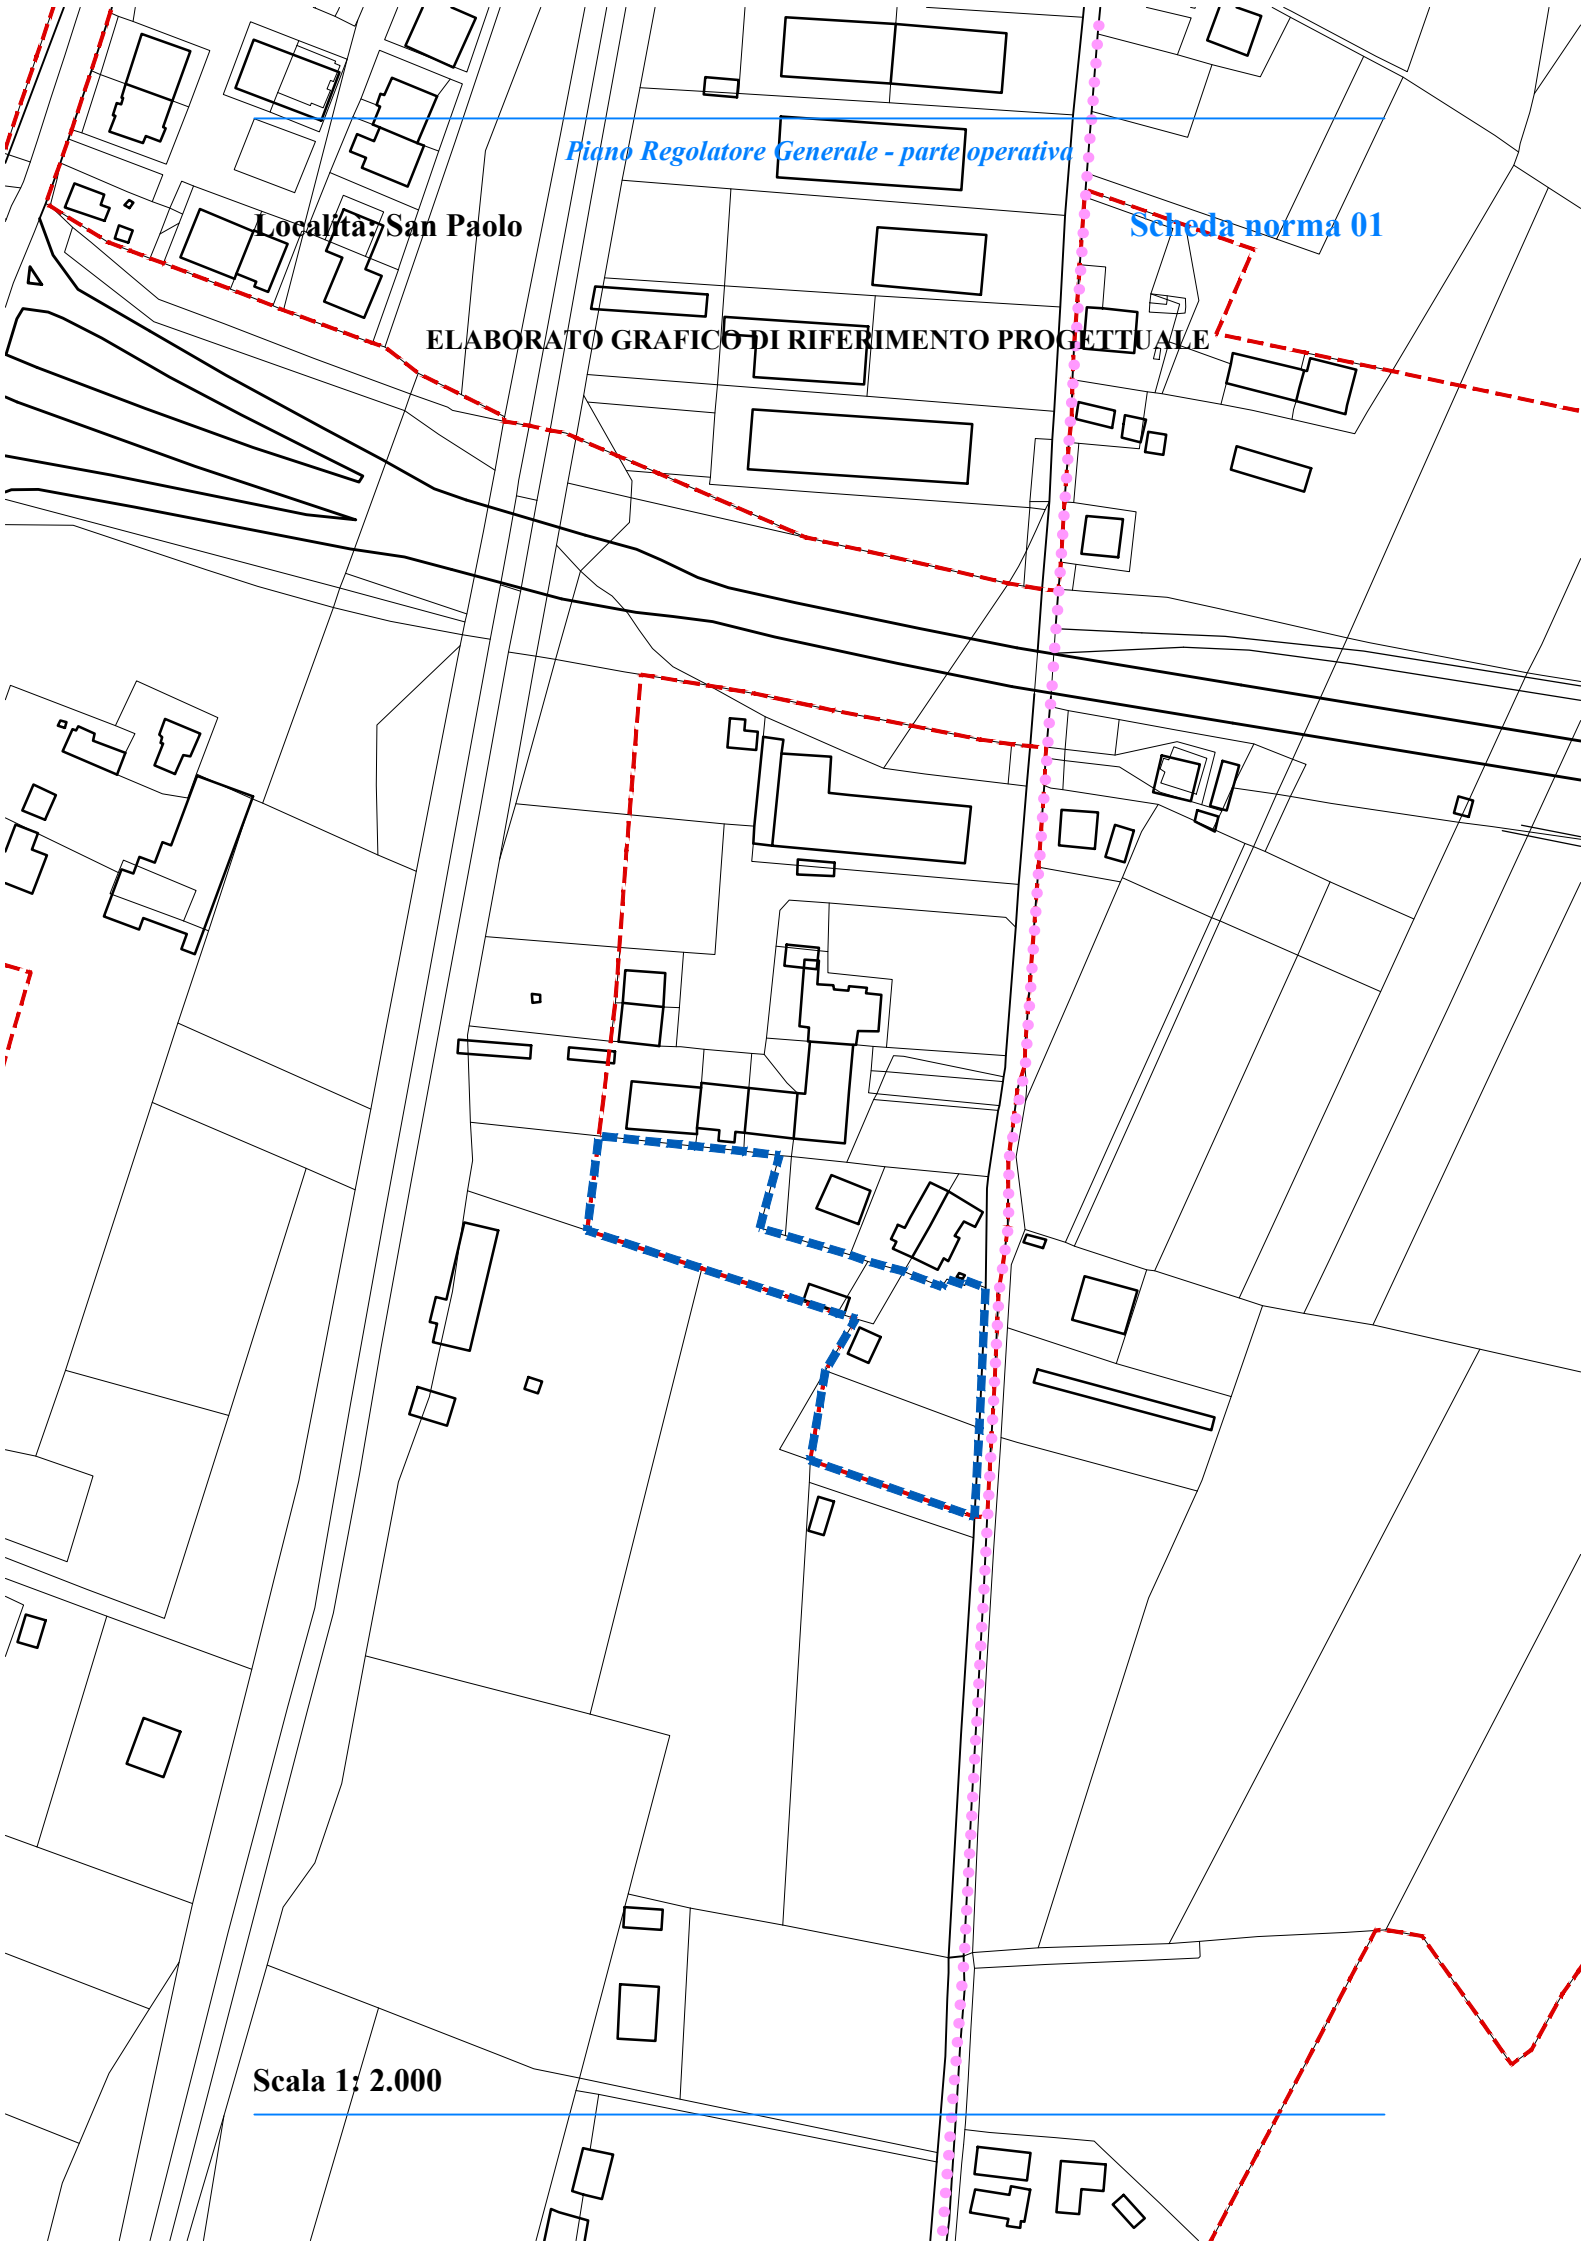 Piano Regolatore Generale - parte operativa
Località: San Paolo
Scheda norma 01
ELABORATO GRAFICO DI RIFERIMENTO PROGETTUALE
Scala 1: 2.000